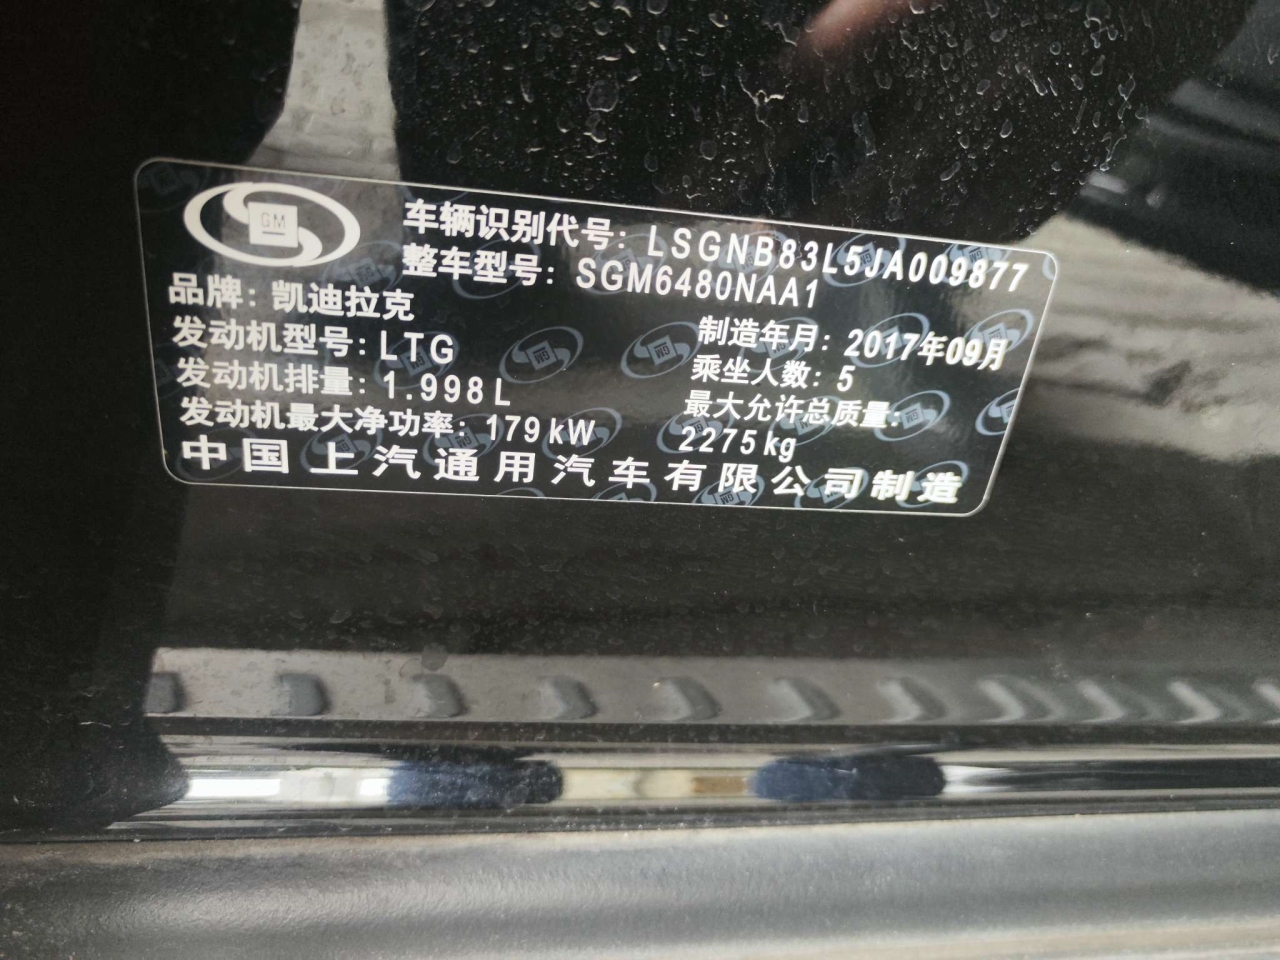 GM
车辆识别代号: LSGNB83L5JA009877
整车型号: SGM6480NAA1
品牌: 凯迪拉克
发动机型号: LTG
制造年月: 2017年09月
发动机排量: 1.998L
乘坐人数: 5
发动机最大净功率: 179kW
最大允许总质量:
2275kg
中国上汽通用汽车有限公司制造